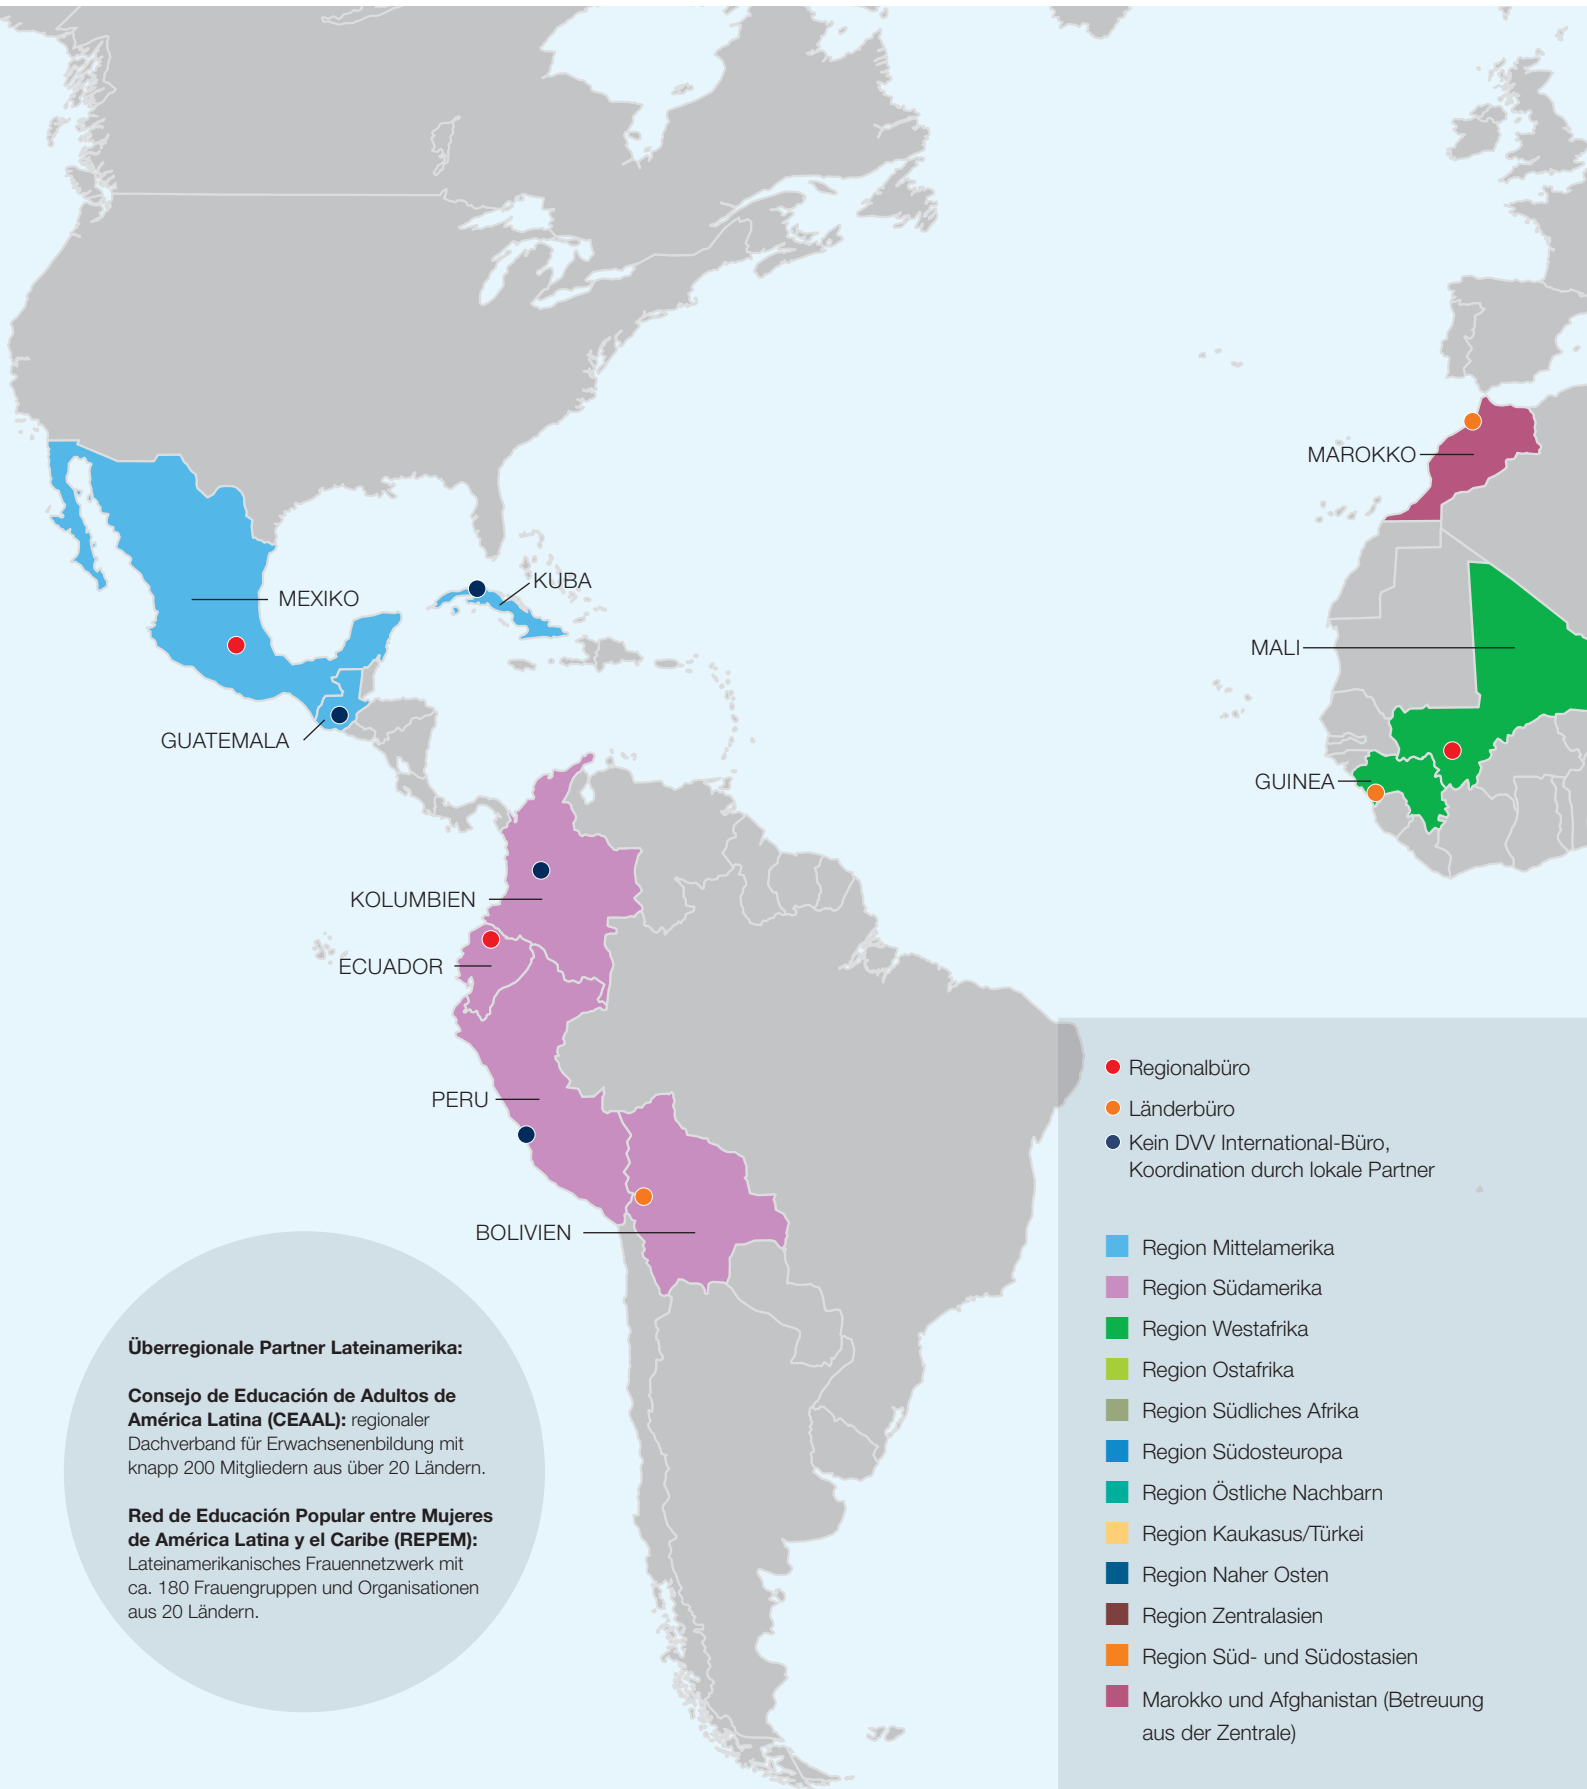 MAROKKO
KUBA
MEXIKO
MALI
GUATEMALA
GUINEA
KOLUMBIEN
ECUADOR
PERU
BOLIVIEN
Regionalbüro
Länderbüro
Kein DVV International-Büro,
Koordination durch lokale Partner
Region Mittelamerika
Region Südamerika
Region Westafrika
Region Ostafrika
Region Südliches Afrika
Region Südosteuropa
Region Östliche Nachbarn
Region Kaukasus/Türkei
Region Naher Osten
Region Zentralasien
Region Süd- und Südostasien
Marokko und Afghanistan (Betreuung
aus der Zentrale)
Überregionale Partner Lateinamerika:
Consejo de Educación de Adultos de
América Latina (CEAAL): regionaler
Dachverband für Erwachsenenbildung mit
knapp 200 Mitgliedern aus über 20 Ländern.
Red de Educación Popular entre Mujeres
de América Latina y el Caribe (REPEM):
Lateinamerikanisches Frauennetzwerk mit
ca. 180 Frauengruppen und Organisationen
aus 20 Ländern.